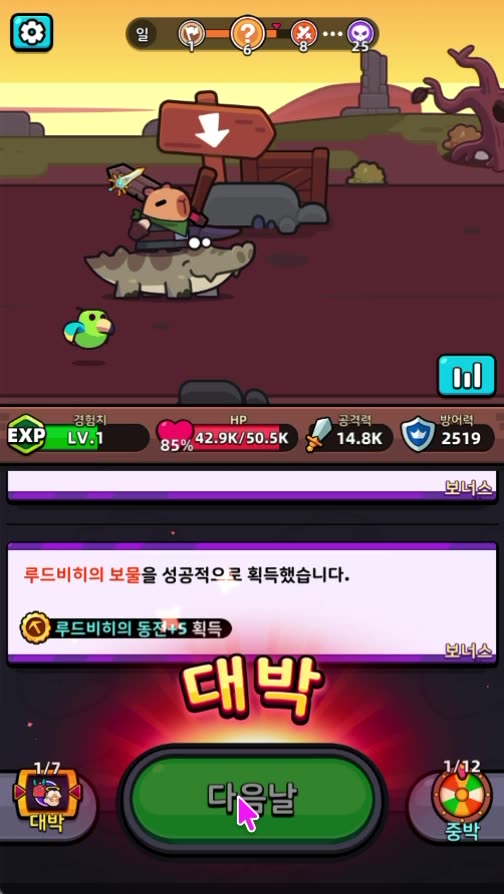 일
1
?
6
8
25
경험치
EXP
LV.1
HP
85%
42.9K/50.5K
공격력
14.8K
방어력
2519
보너스
루드비히의 보물을 성공적으로 획득했습니다.
루드비히의 동전+5 획득
보너스
대박
1/7
대박
다음날
1/12
중박